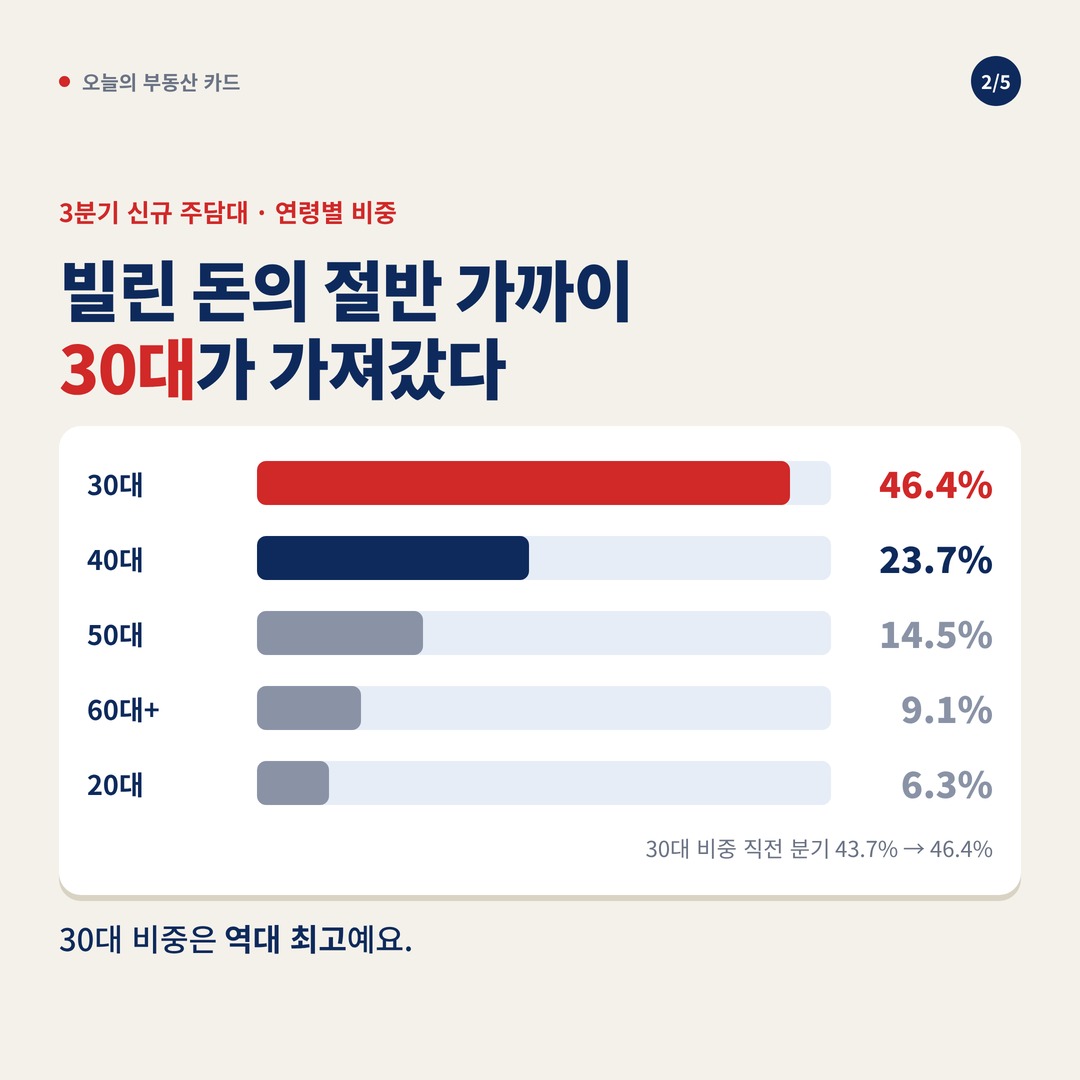 오늘의 부동산 카드
2/5
3분기 신규 주담대 · 연령별 비중
빌린 돈의 절반 가까이
30대가 가져갔다
30대 46.4%
40대 23.7%
50대 14.5%
60대+ 9.1%
20대 6.3%
30대 비중 직전 분기 43.7% → 46.4%
30대 비중은 역대 최고예요.